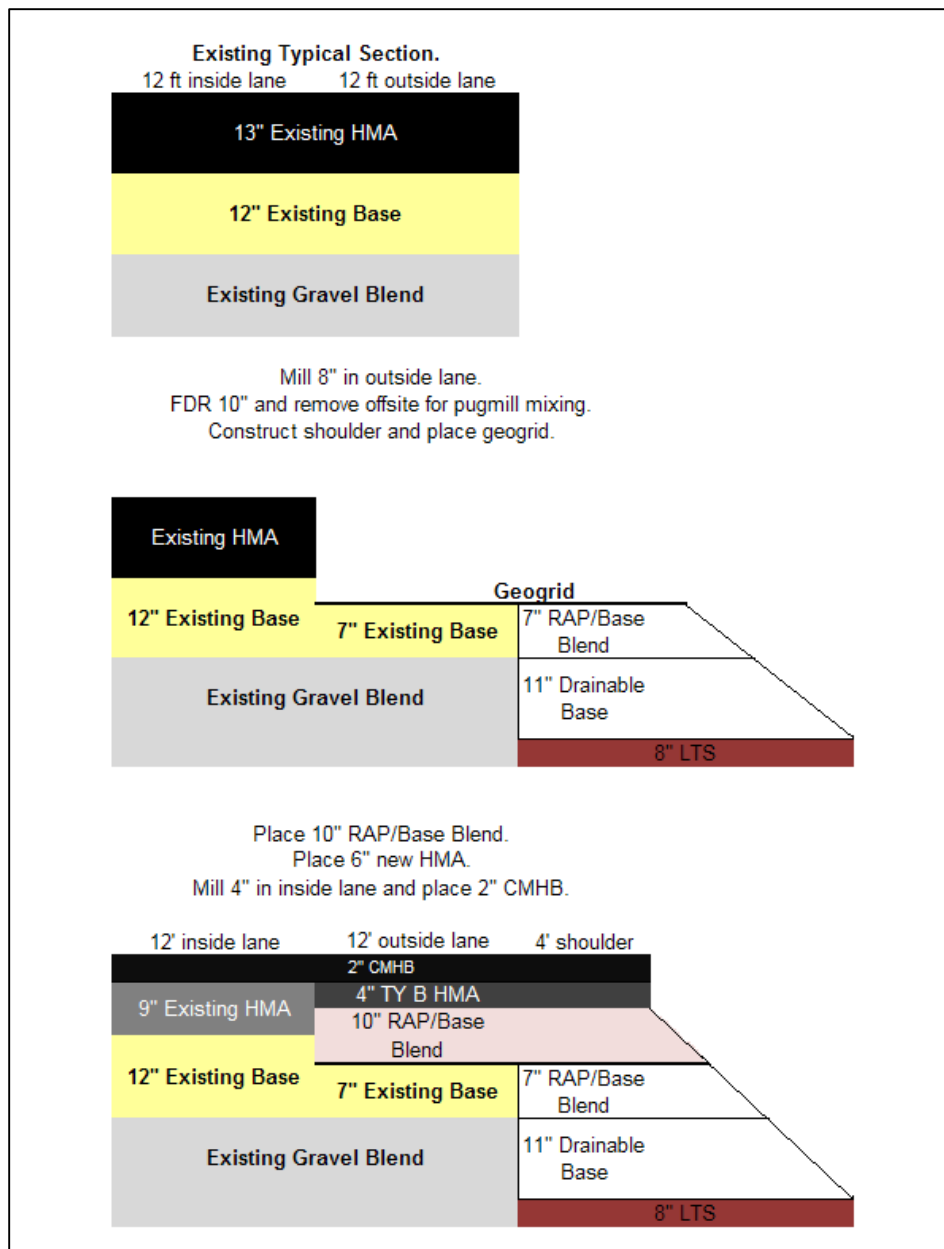 Existing Typical Section.
12 ft inside lane 12 ft outside lane
13" Existing HMA
12" Existing Base
Existing Gravel Blend
Mill 8" in outside lane.
FDR 10" and remove offsite for pugmill mixing.
Construct shoulder and place geogrid.
Existing HMA
Geogrid
12" Existing Base
7" Existing Base
7" RAP/Base
Blend
Existing Gravel Blend
11" Drainable
Base
8" LTS
Place 10" RAP/Base Blend.
Place 6" new HMA.
Mill 4" in inside lane and place 2" CMHB.
12' inside lane 12' outside lane 4' shoulder
2" CMHB
9" Existing HMA
4" TY B HMA
10" RAP/Base
Blend
12" Existing Base
7" Existing Base
7" RAP/Base
Blend
Existing Gravel Blend
11" Drainable
Base
8" LTS